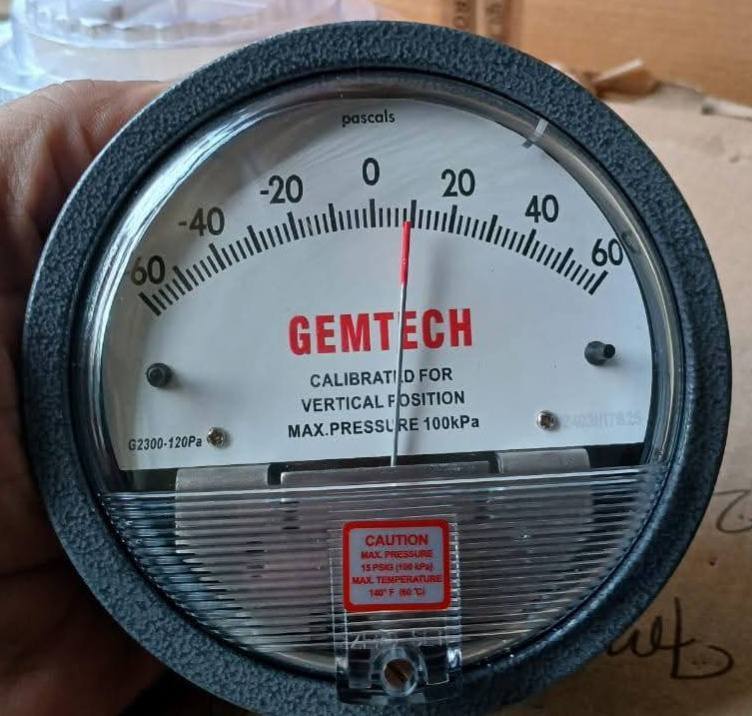 pascals
-60 -40 -20 0 20 40 60
GEMTECH
CALIBRATED FOR
VERTICAL POSITION
MAX.PRESSURE 100kPa
G2300-120Pa
CAUTION
MAX. PRESSURE
15 PSIG (100 kPa)
MAX. TEMPERATURE
140° F (60 °C)